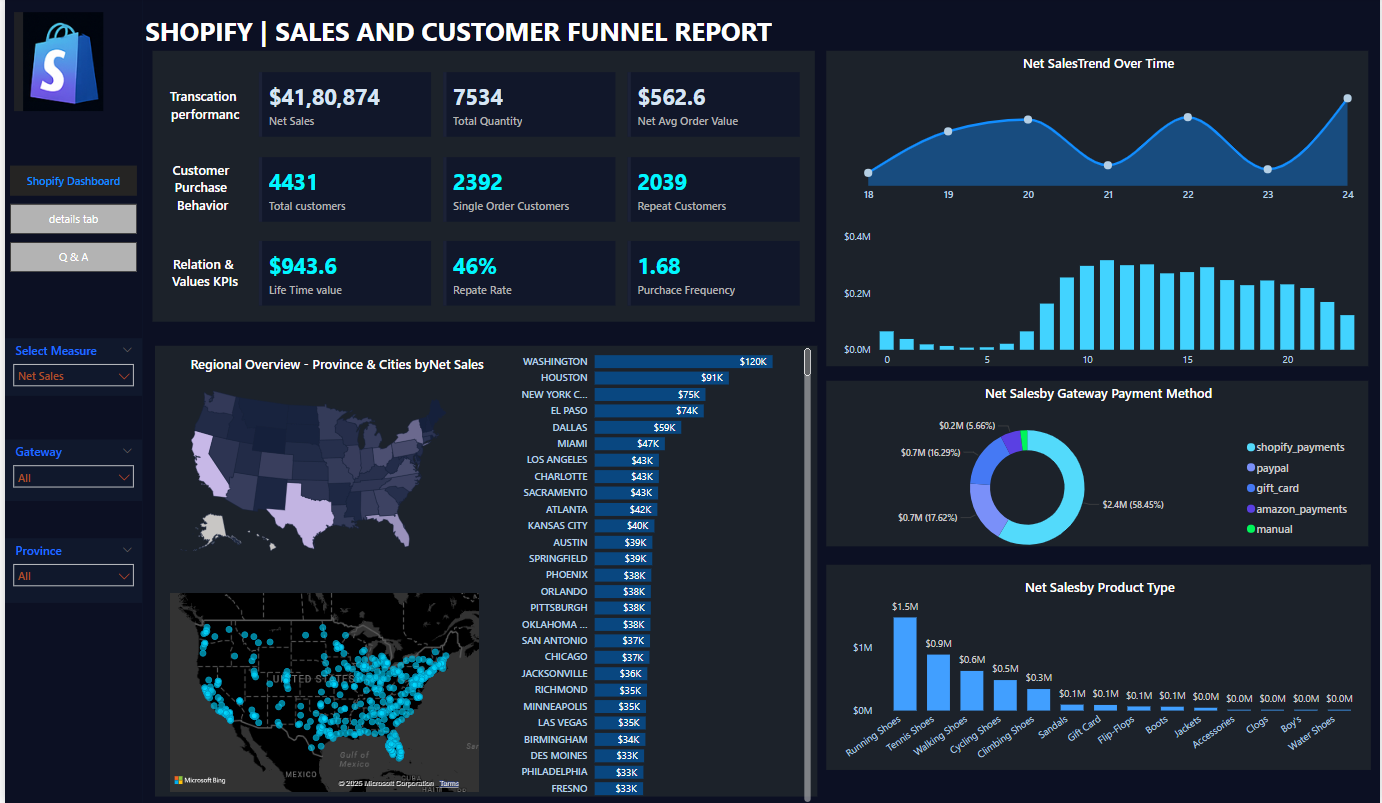 SHOPIFY | SALES AND CUSTOMER FUNNEL REPORT
S
Shopify Dashboard
details tab
Q & A
Select Measure
Net Sales
Gateway
All
Province
All
Transcation
performanc
$41,80,874
Net Sales
7534
Total Quantity
$562.6
Net Avg Order Value
Customer
Purchase
Behavior
4431
Total customers
2392
Single Order Customers
2039
Repeat Customers
Relation &
Values KPIs
$943.6
Life Time value
46%
Repate Rate
1.68
Purchace Frequency
Regional Overview - Province & Cities byNet Sales
UNITED STATES
Gulf of
Mexico
MEXICO
CUBA
HAITI
Sar
Microsoft Bing
© 2025 Microsoft Corporation Terms
WASHINGTON $120K
HOUSTON $91K
NEW YORK C... $75K
EL PASO $74K
DALLAS $59K
MIAMI $47K
LOS ANGELES $43K
CHARLOTTE $43K
SACRAMENTO $43K
ATLANTA $42K
KANSAS CITY $40K
AUSTIN $39K
SPRINGFIELD $39K
PHOENIX $38K
ORLANDO $38K
PITTSBURGH $38K
OKLAHOMA ... $38K
SAN ANTONIO $37K
CHICAGO $37K
JACKSONVILLE $36K
RICHMOND $35K
MINNEAPOLIS $35K
LAS VEGAS $35K
BIRMINGHAM $34K
DES MOINES $33K
PHILADELPHIA $33K
FRESNO $33K
Net SalesTrend Over Time
18 19 20 21 22 23 24
$0.4M
$0.2M
$0.0M
0 5 10 15 20
Net Salesby Gateway Payment Method
$0.2M (5.66%)
$0.7M (16.29%)
$0.7M (17.62%)
$2.4M (58.45%)
shopify_payments
paypal
gift_card
amazon_payments
manual
Net Salesby Product Type
$1M
$0M
$1.5M $0.9M $0.6M $0.5M $0.3M $0.1M $0.1M $0.1M $0.1M $0.0M $0.0M $0.0M $0.0M $0.0M
Running Shoes Tennis Shoes Walking Shoes Cycling Shoes Climbing Shoes Sandals Gift Card Flip-Flops Boots Jackets Accessories Clogs Boy's Water Shoes